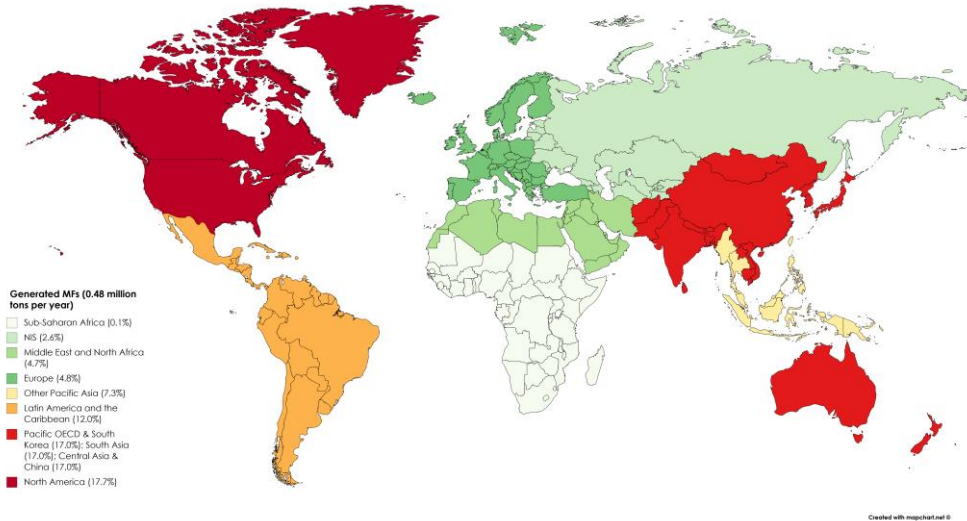 Generated MFs (0.48 million
tons per year)
Sub-Saharan Africa (0.1%)
NIS (2.6%)
Middle East and North Africa
(4.7%)
Europe (4.8%)
Other Pacific Asia (7.3%)
Latin America and the
Caribbean (12.0%)
Pacific OECD & South
Korea (17.0%); South Asia
(17.0%); Central Asia &
China (17.0%)
North America (17.7%)
Created with mapchart.net ©